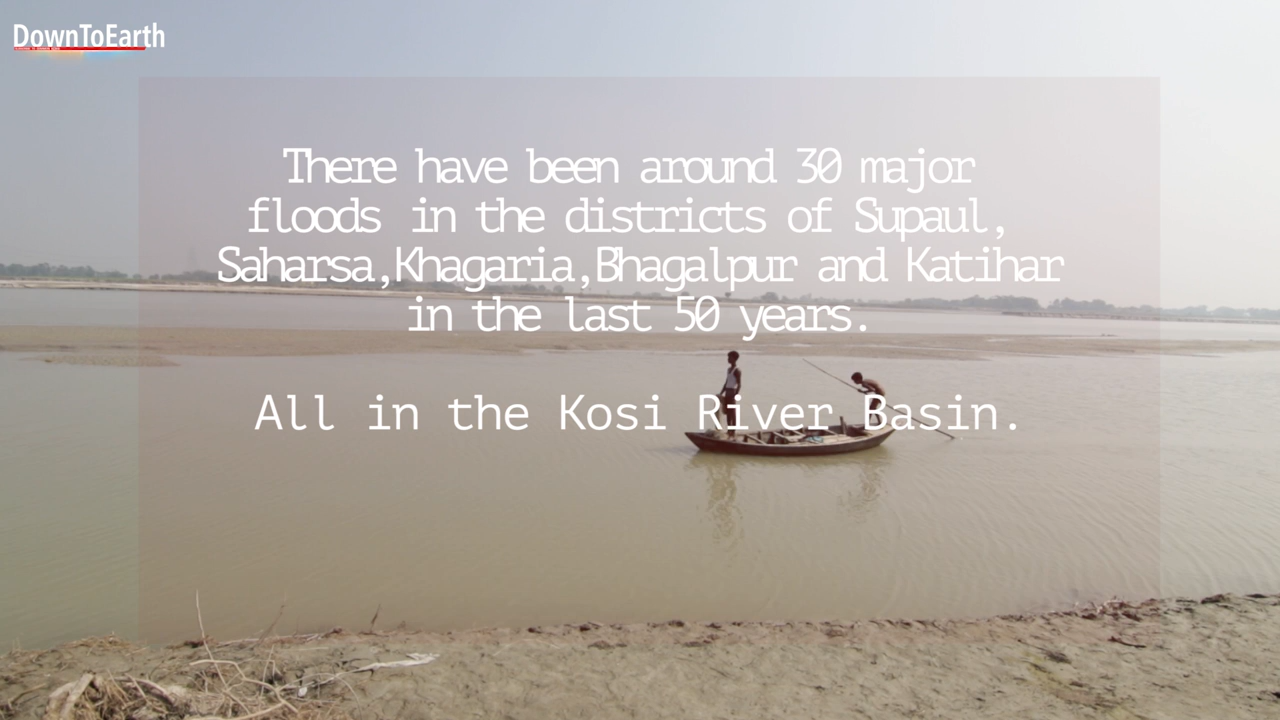 DownToEarth
There have been around 30 major
floods in the districts of Supaul,
Saharsa,Khagaria,Bhagalpur and Katihar
in the last 50 years.
All in the Kosi River Basin.